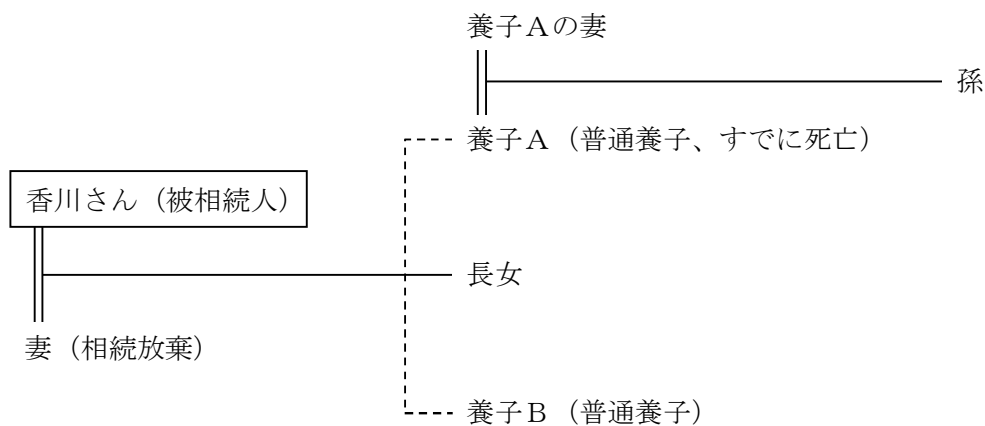 養子Aの妻
孫
養子A（普通養子、すでに死亡）
香川さん（被相続人）
長女
妻（相続放棄）
養子B（普通養子）